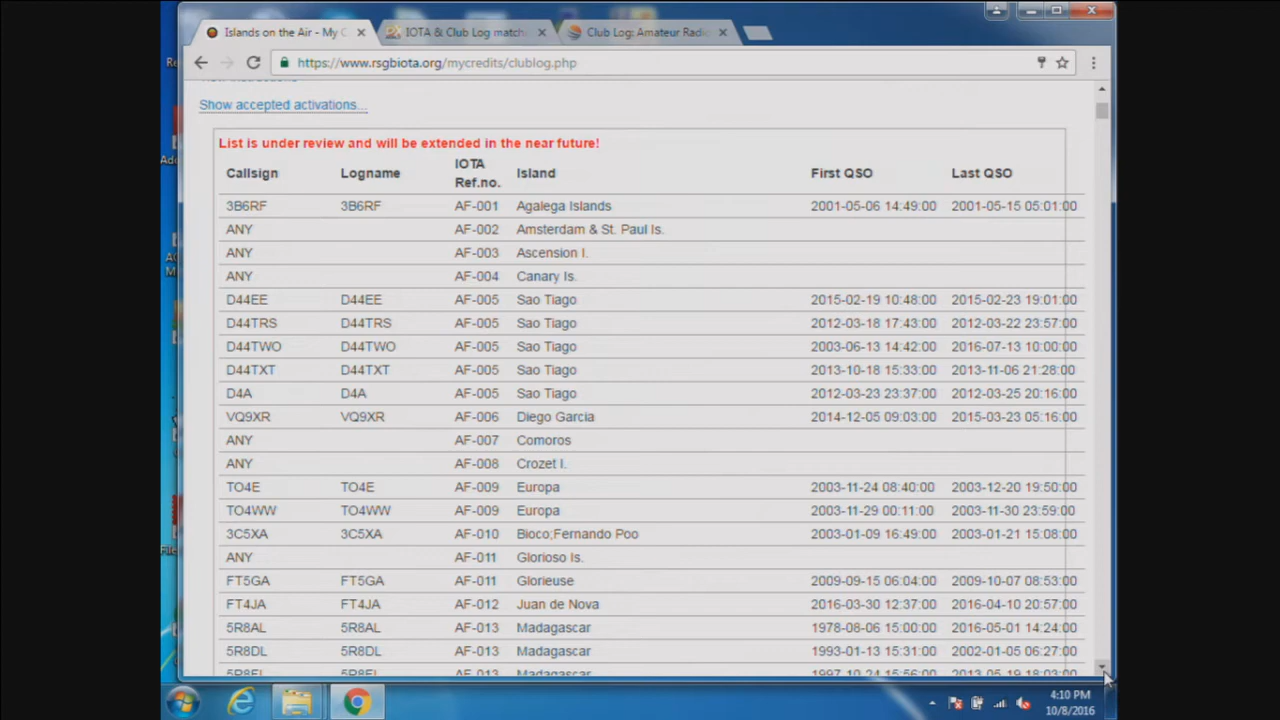 Islands on the Air - My C
IOTA & Club Log match
Club Log: Amateur Radi
https://www.rsgbiota.org/mycredits/clublog.php
Show accepted activations...
List is under review and will be extended in the near future!
Callsign Logname IOTA Ref.no. Island First QSO Last QSO
3B6RF 3B6RF AF-001 Agalega Islands 2001-05-06 14:49:00 2001-05-15 05:01:00
ANY AF-002 Amsterdam & St. Paul Is.
ANY AF-003 Ascension I.
ANY AF-004 Canary Is.
D44EE D44EE AF-005 Sao Tiago 2015-02-19 10:48:00 2015-02-23 19:01:00
D44TRS D44TRS AF-005 Sao Tiago 2012-03-18 17:43:00 2012-03-22 23:57:00
D44TWO D44TWO AF-005 Sao Tiago 2003-06-13 14:42:00 2016-07-13 10:00:00
D44TXT D44TXT AF-005 Sao Tiago 2013-10-18 15:33:00 2013-11-06 21:28:00
D4A D4A AF-005 Sao Tiago 2012-03-23 23:37:00 2012-03-25 20:16:00
VQ9XR VQ9XR AF-006 Diego Garcia 2014-12-05 09:03:00 2015-03-23 05:16:00
ANY AF-007 Comoros
ANY AF-008 Crozet I.
TO4E TO4E AF-009 Europa 2003-11-24 08:40:00 2003-12-20 19:50:00
TO4WW TO4WW AF-009 Europa 2003-11-29 00:11:00 2003-11-30 23:59:00
3C5XA 3C5XA AF-010 Bioco;Fernando Poo 2003-01-09 16:49:00 2003-01-21 15:08:00
ANY AF-011 Glorioso Is.
FT5GA FT5GA AF-011 Glorieuse 2009-09-15 06:04:00 2009-10-07 08:53:00
FT4JA FT4JA AF-012 Juan de Nova 2016-03-30 12:37:00 2016-04-10 20:57:00
5R8AL 5R8AL AF-013 Madagascar 1978-08-06 15:00:00 2016-05-01 14:24:00
5R8DL 5R8DL AF-013 Madagascar 1993-01-13 15:31:00 2002-01-05 06:27:00
AF-013 Madagascar 1997-10-24 15:56:00 2013-05-19 18:03:00
4:10 PM
10/8/2016